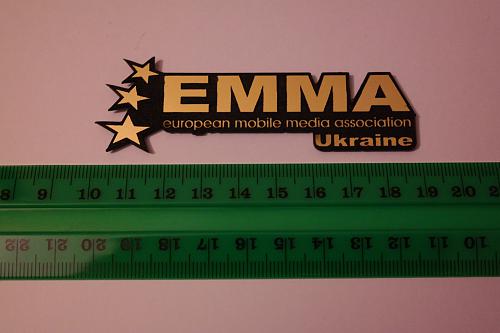 EMMA
european mobile media association
Ukraine
8 9 10 11 12 13 14 15 16 17 18 19 20 2
22 21 20 19 18 17 16 15 14 13 12 11 10